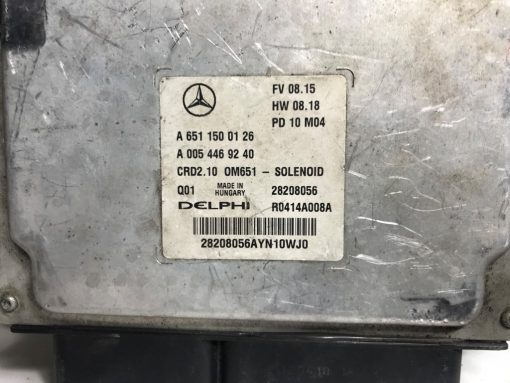 FV 08.15
HW 08.18
PD 10 M04
A 651 150 01 26
A 005 446 92 40
CRD2.10 OM651 - SOLENOID
Q01 MADE IN HUNGARY 28208056
DELPHI R0414A008A
28208056AYN10WJ0